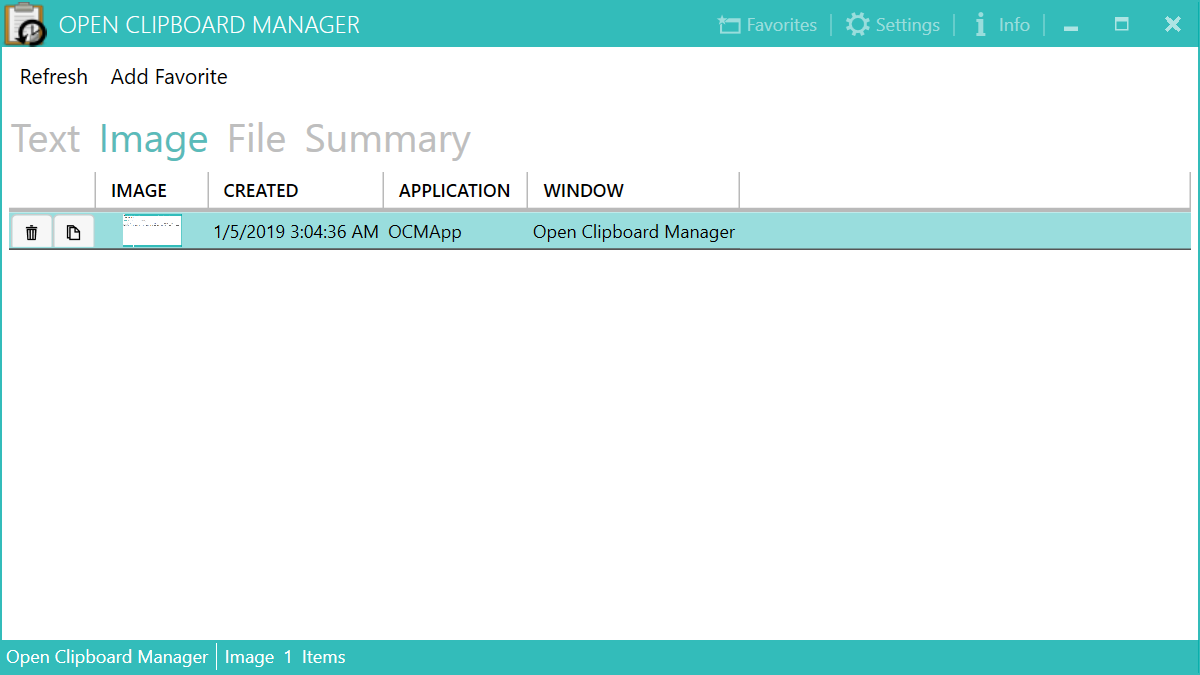 OPEN CLIPBOARD MANAGER Favorites Settings Info
Refresh Add Favorite
Text Image File Summary
IMAGE CREATED APPLICATION WINDOW
1/5/2019 3:04:36 AM OCMApp Open Clipboard Manager
Open Clipboard Manager Image 1 Items